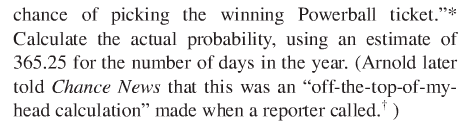 chance of picking the winning Powerball ticket.”*
Calculate the actual probability, using an estimate of
365.25 for the number of days in the year. (Arnold later
told Chance News that this was an “off-the-top-of-my-
head calculation” made when a reporter called.† )